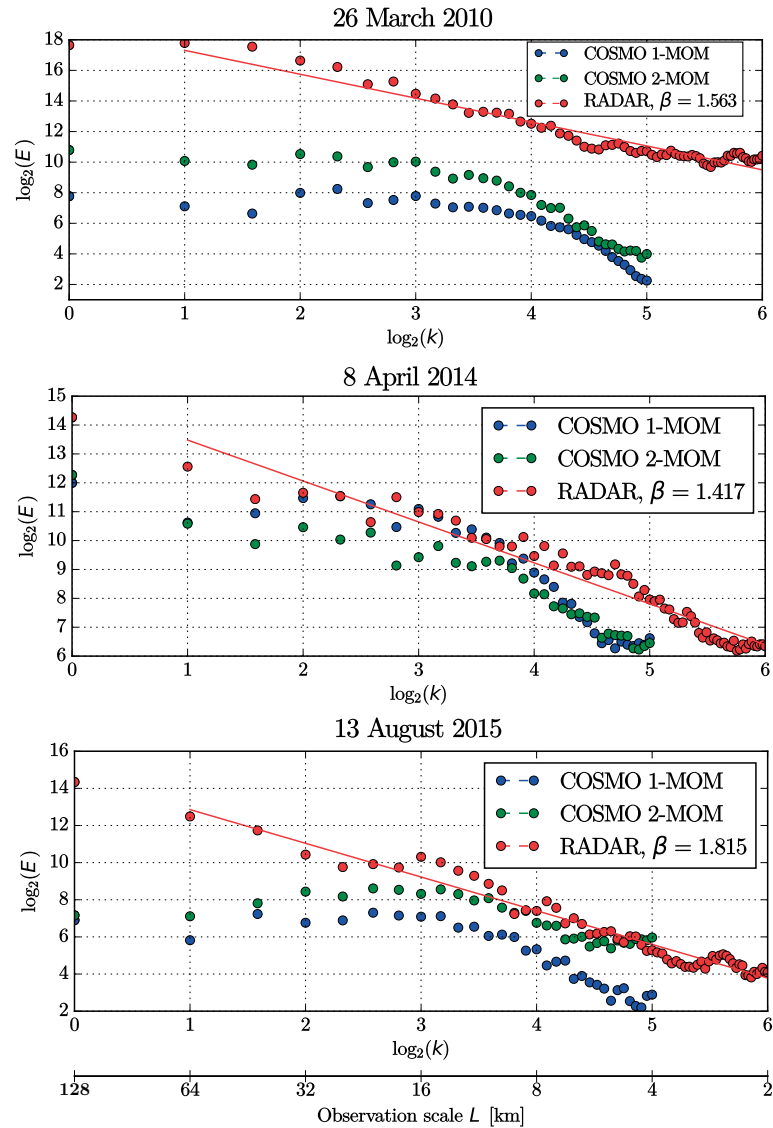 26 March 2010
18
16
14
12
10
8
6
4
2
log₂(E)
COSMO 1-MOM
COSMO 2-MOM
RADAR, β = 1.563
0 1 2 3 4 5 6
log₂(k)
8 April 2014
15
14
13
12
11
10
9
8
7
6
log₂(E)
COSMO 1-MOM
COSMO 2-MOM
RADAR, β = 1.417
0 1 2 3 4 5 6
log₂(k)
13 August 2015
16
14
12
10
8
6
4
2
log₂(E)
COSMO 1-MOM
COSMO 2-MOM
RADAR, β = 1.815
0 1 2 3 4 5 6
log₂(k)
128 64 32 16 8 4 2
Observation scale L [km]